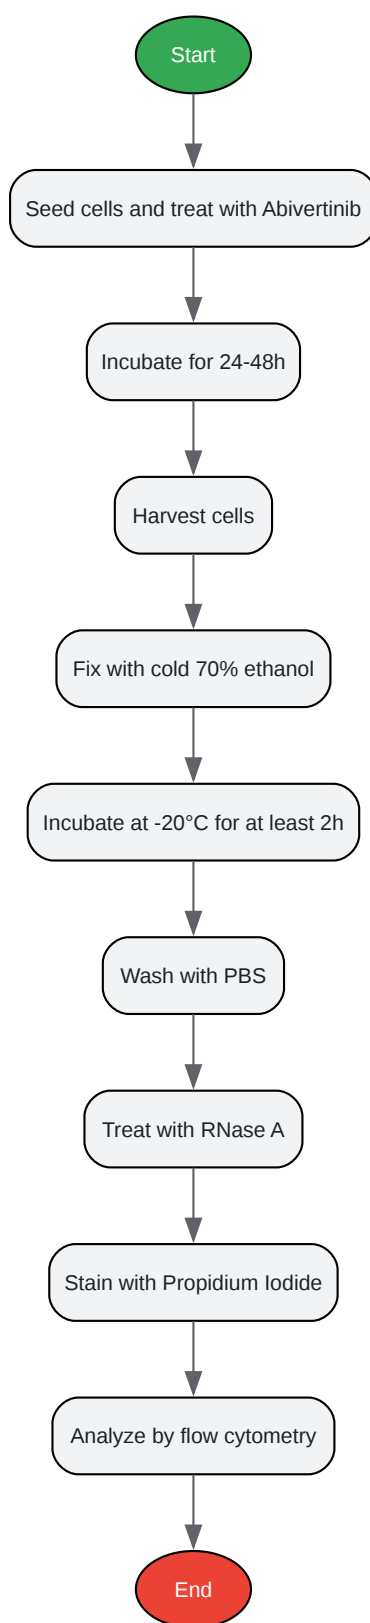 Start
Seed cells and treat with Abivertinib
Incubate for 24-48h
Harvest cells
Fix with cold 70% ethanol
Incubate at -20°C for at least 2h
Wash with PBS
Treat with RNase A
Stain with Propidium Iodide
Analyze by flow cytometry
End